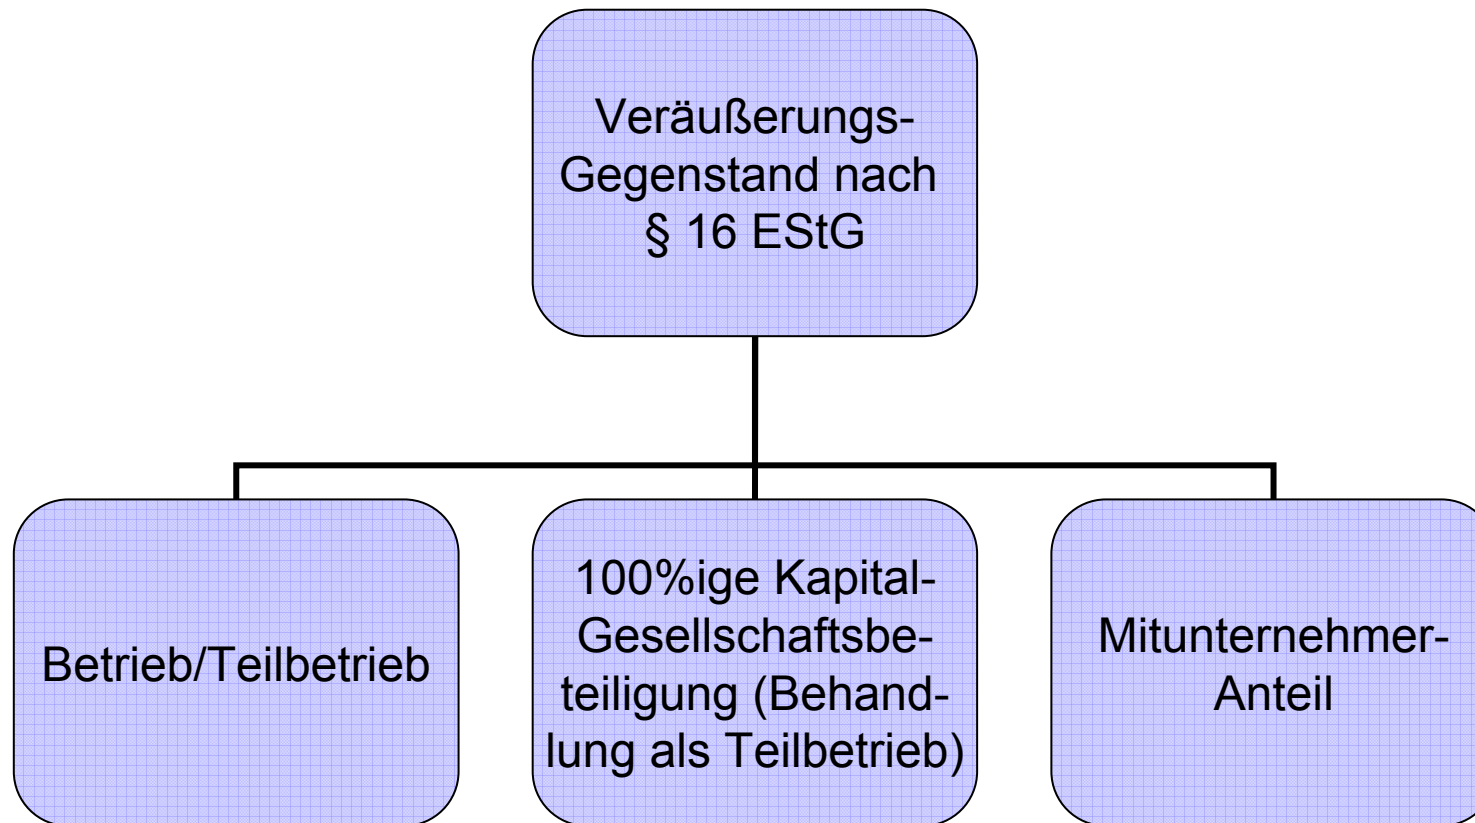 Veräußerungs-
Gegenstand nach
§ 16 EStG
Betrieb/Teilbetrieb
100%ige Kapital-
Gesellschaftsbe-
teiligung (Behand-
lung als Teilbetrieb)
Mitunternehmer-
Anteil